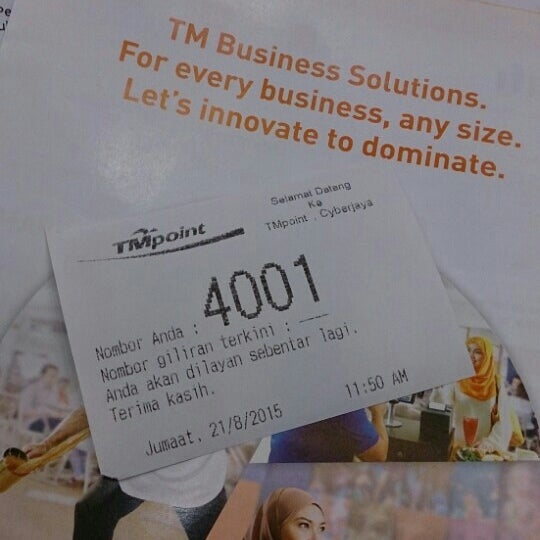 TM Business Solutions.
For every business, any size.
Let's innovate to dominate.
TMpoint
Selamat Datang
Ke
TMpoint , Cyberjaya
Nombor Anda : 4001
Nombor giliran terkini : ____
Anda akan dilayan sebentar lagi.
Terima kasih.
Jumaat, 21/8/2015 11:50 AM